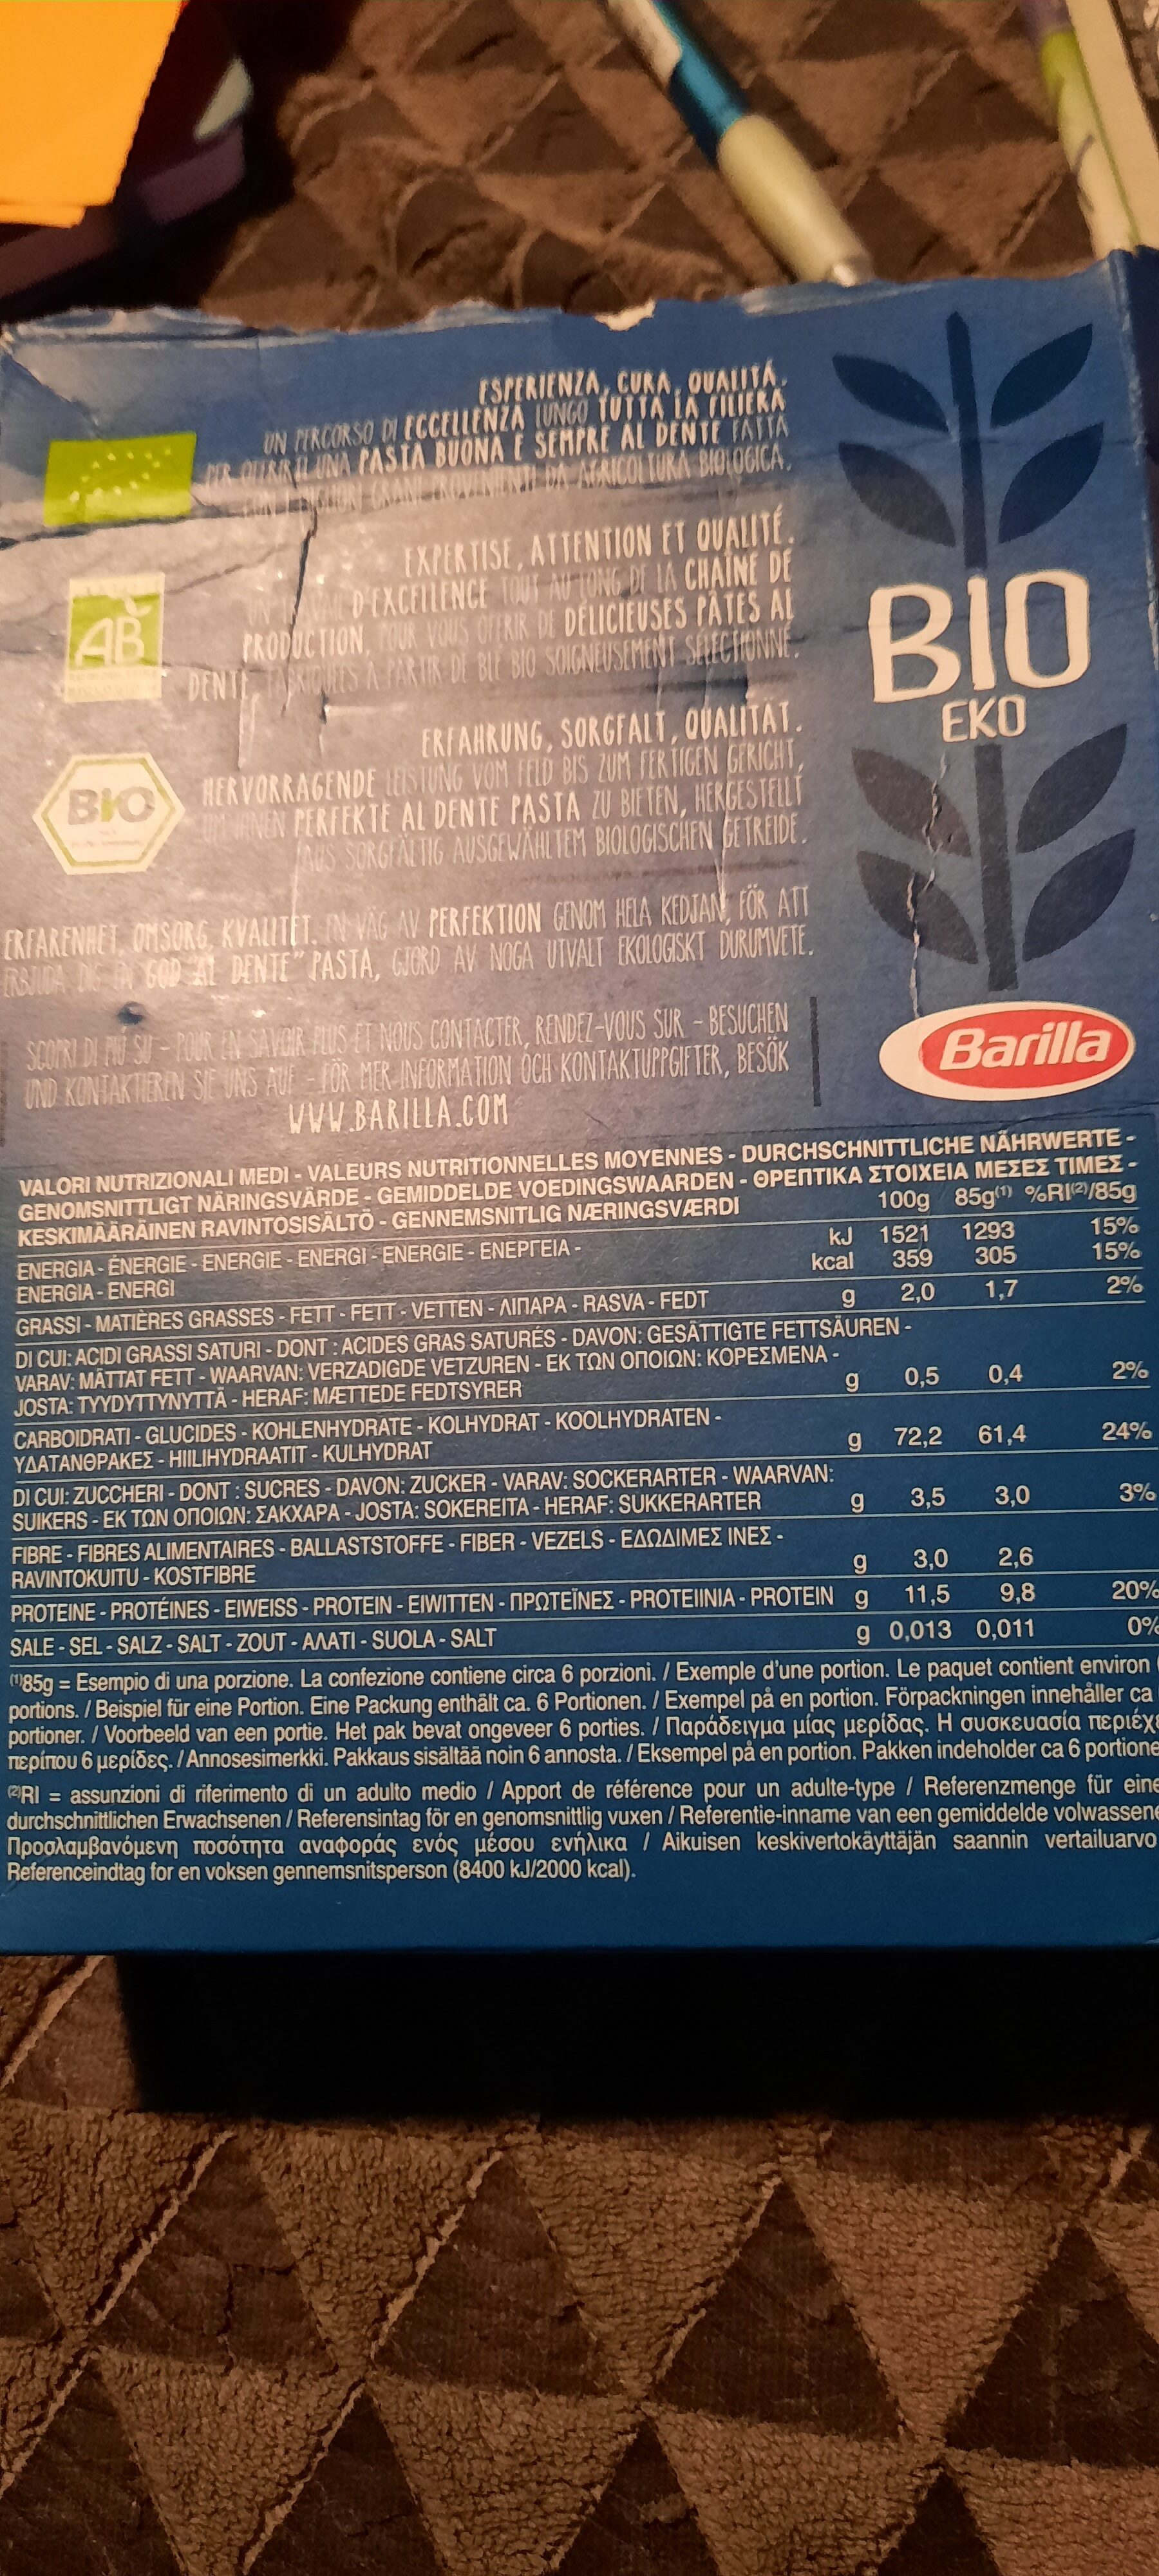 ESPERIENZA, CURA, QUALITÁ.
UN PERCORSO DI ECCELLENZA LUNGO TUTTA LA FILIERA
PER OFFRIRTI UNA PASTA BUONA E SEMPRE AL DENTE FATTA
DA AGRICOLTURA BIOLOGICA.
EXPERTISE, ATTENTION ET QUALITÉ.
D'EXCELLENCE TOUT AU LONG DE LA CHAÎNE DE
PRODUCTION, POUR VOUS OFFRIR DE DÉLICIEUSES PÂTES AL
DENTE, FABRIQUÉES À PARTIR DE BLÉ BIO SOIGNEUSEMENT SÉLECTIONNÉ.
AB
ERFAHRUNG, SORGFALT, QUALITÄT.
HERVORRAGENDE LEISTUNG VOM FELD BIS ZUM FERTIGEN GERICHT,
PERFEKTE AL DENTE PASTA ZU BIETEN, HERGESTELLT
AUS SORGFÄLTIG AUSGEWÄHLTEM BIOLOGISCHEN GETREIDE.
BIO
ERFARENHET, OMSORG, KVALITET. EN VÄG AV PERFEKTION GENOM HELA KEDJAN, FÖR ATT
ERBJUDA DIG EN GOD "AL DENTE" PASTA, GJORD AV NOGA UTVALT EKOLOGISKT DURUMVETE.
SCOPRI DI PIÙ SU - POUR EN SAVOIR PLUS ET NOUS CONTACTER, RENDEZ-VOUS SUR - BESUCHEN
UND KONTAKTIEREN SIE UNS AUF - FÖR MER INFORMATION OCH KONTAKTUPPGIFTER, BESÖK
WWW.BARILLA.COM
BIO
EKO
Barilla
VALORI NUTRIZIONALI MEDI - VALEURS NUTRITIONNELLES MOYENNES - DURCHSCHNITTLICHE NÄHRWERTE -
GENOMSNITTLIGT NÄRINGSVÄRDE - GEMIDDELDE VOEDINGSWAARDEN - ΘΡΕΠΤΙΚΑ ΣΤΟΙΧΕΙΑ ΜΕΣΕΣ ΤΙΜΕΣ -
KESKIMÄÄRÄINEN RAVINTOSISÄLTÖ - GENNEMSNITLIG NÆRINGSVÆRDI 100g 85g(1) %RI(2)/85g
ENERGIA - ÉNERGIE - ENERGIE - ENERGI - ENERGIE - ΕΝΕΡΓΕΙΑ - kJ 1521 1293 15%
ENERGIA - ENERGI kcal 359 305 15%
GRASSI - MATIÈRES GRASSES - FETT - FETT - VETTEN - ΛΙΠΑΡΑ - RASVA - FEDT g 2,0 1,7 2%
DI CUI: ACIDI GRASSI SATURI - DONT : ACIDES GRAS SATURÉS - DAVON: GESÄTTIGTE FETTSÄUREN -
VARAV: MÄTTAT FETT - WAARVAN: VERZADIGDE VETZUREN - ΕΚ ΤΩΝ ΟΠΟΙΩΝ: ΚΟΡΕΣΜΕΝΑ -
JOSTA: TYYDYTTYNYTTÄ - HERAF: MÆTTEDE FEDTSYRER g 0,5 0,4 2%
CARBOIDRATI - GLUCIDES - KOHLENHYDRATE - KOLHYDRAT - KOOLHYDRATEN -
ΥΔΑΤΑΝΘΡΑΚΕΣ - HIILIHYDRAATIT - KULHYDRAT g 72,2 61,4 24%
DI CUI: ZUCCHERI - DONT : SUCRES - DAVON: ZUCKER - VARAV: SOCKERARTER - WAARVAN:
SUIKERS - ΕΚ ΤΩΝ ΟΠΟΙΩΝ: ΣΑΚΧΑΡΑ - JOSTA: SOKEREITA - HERAF: SUKKERARTER g 3,5 3,0 3%
FIBRE - FIBRES ALIMENTAIRES - BALLASTSTOFFE - FIBER - VEZELS - ΕΔΩΔΙΜΕΣ ΙΝΕΣ -
RAVINTOKUITU - KOSTFIBRE g 3,0 2,6
PROTEINE - PROTÉINES - EIWEISS - PROTEIN - EIWITTEN - ΠΡΩΤΕΪΝΕΣ - PROTEIINIA - PROTEIN g 11,5 9,8 20%
SALE - SEL - SALZ - SALT - ZOUT - ΑΛΑΤΙ - SUOLA - SALT g 0,013 0,011 0%
(1)85g = Esempio di una porzione. La confezione contiene circa 6 porzioni. / Exemple d'une portion. Le paquet contient environ
portions. / Beispiel für eine Portion. Eine Packung enthält ca. 6 Portionen. / Exempel på en portion. Förpackningen innehåller ca
portioner. / Voorbeeld van een portie. Het pak bevat ongeveer 6 porties. / Παράδειγμα μίας μερίδας. Η συσκευασία περιέχε
περίπου 6 μερίδες. / Annosesimerkki. Pakkaus sisältää noin 6 annosta. / Eksempel på en portion. Pakken indeholder ca 6 portione
(2)RI = assunzioni di riferimento di un adulto medio / Apport de référence pour un adulte-type / Referenzmenge für eine
durchschnittlichen Erwachsenen / Referensintag för en genomsnittlig vuxen / Referentie-inname van een gemiddelde volwassene
Προσλαμβανόμενη ποσότητα αναφοράς ενός μέσου ενήλικα / Aikuisen keskivertokäyttäjän saannin vertailuarvo
Referenceindtag for en voksen gennemsnitsperson (8400 kJ/2000 kcal).